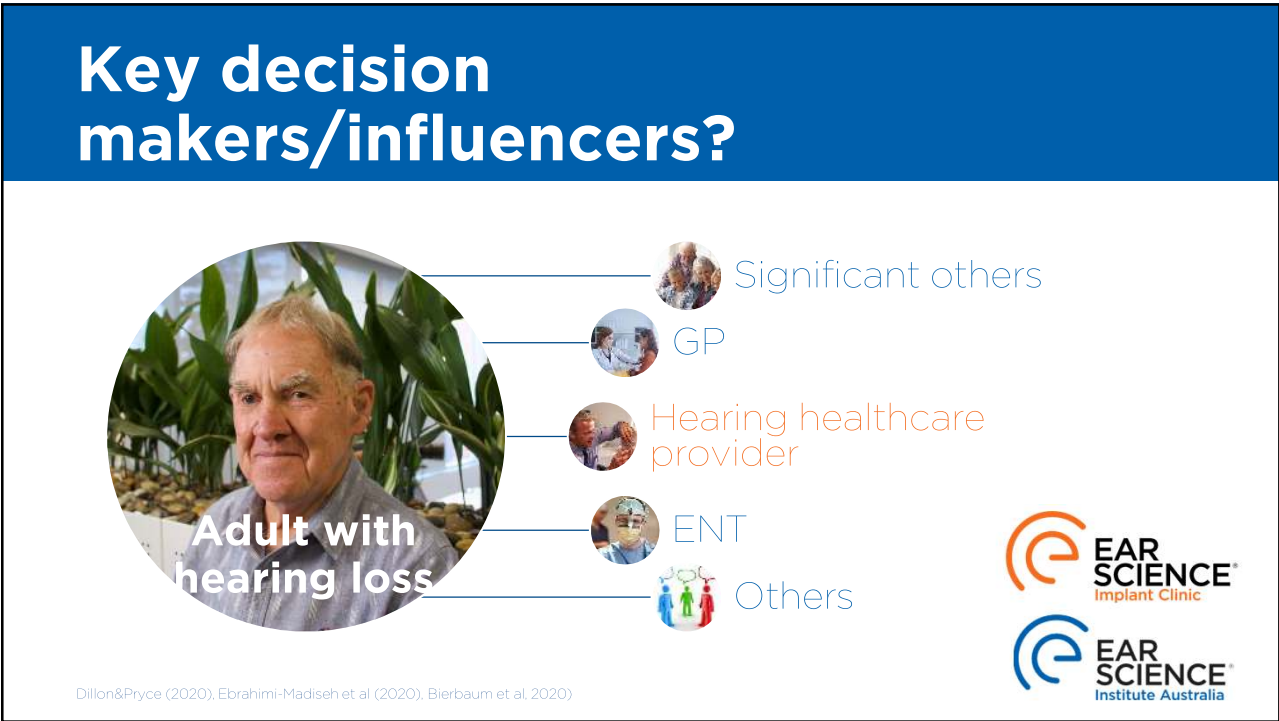 Key decision
makers/influencers?
Significant others
GP
Hearing healthcare
provider
ENT
Others
Adult with
hearing loss
EAR
SCIENCE®
Implant Clinic
EAR
SCIENCE®
Institute Australia
Dillon&Pryce (2020), Ebrahimi-Madiseh et al (2020), Bierbaum et al, 2020)